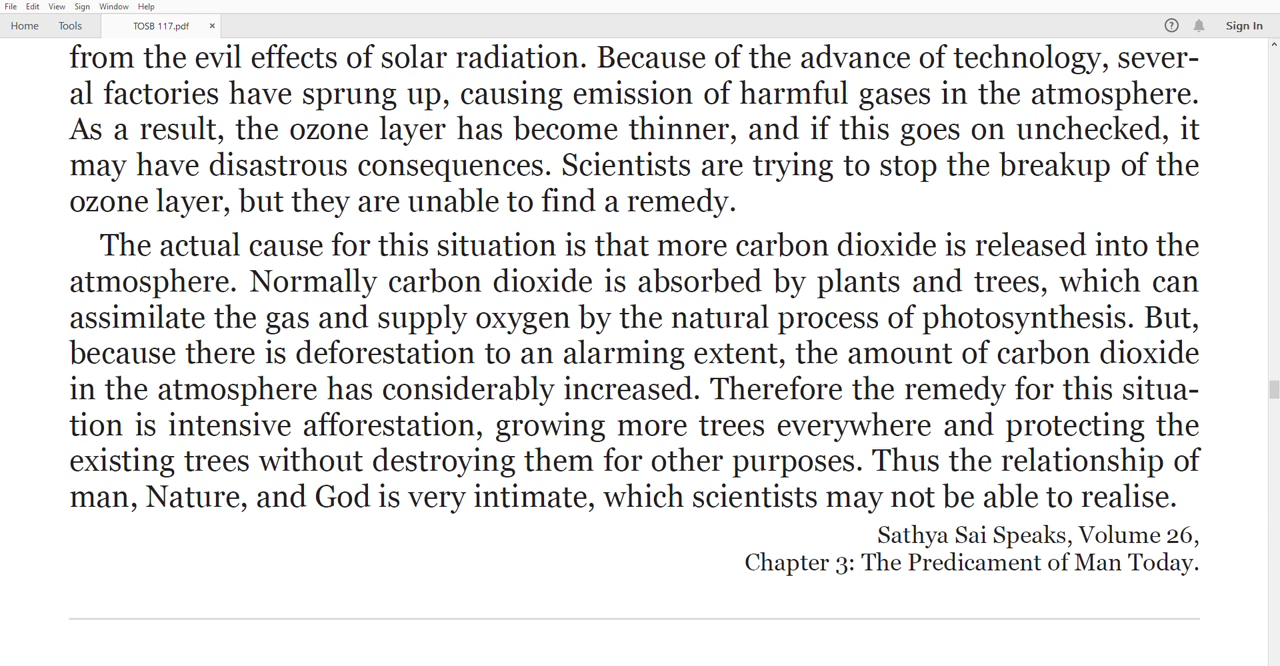 File Edit View Sign Window Help
Home Tools TOSB 117.pdf × ? Sign In
from the evil effects of solar radiation. Because of the advance of technology, sever-
al factories have sprung up, causing emission of harmful gases in the atmosphere.
As a result, the ozone layer has become thinner, and if this goes on unchecked, it
may have disastrous consequences. Scientists are trying to stop the breakup of the
ozone layer, but they are unable to find a remedy.
The actual cause for this situation is that more carbon dioxide is released into the
atmosphere. Normally carbon dioxide is absorbed by plants and trees, which can
assimilate the gas and supply oxygen by the natural process of photosynthesis. But,
because there is deforestation to an alarming extent, the amount of carbon dioxide
in the atmosphere has considerably increased. Therefore the remedy for this situa-
tion is intensive afforestation, growing more trees everywhere and protecting the
existing trees without destroying them for other purposes. Thus the relationship of
man, Nature, and God is very intimate, which scientists may not be able to realise.
Sathya Sai Speaks, Volume 26,
Chapter 3: The Predicament of Man Today.